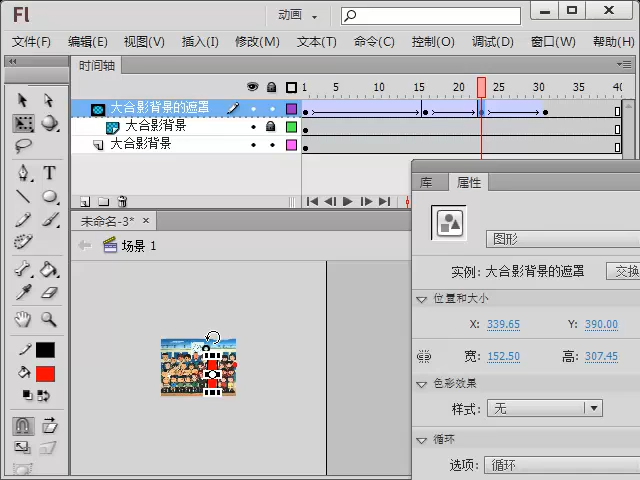 Fl 动画
文件(F) 编辑(E) 视图(V) 插入(I) 修改(M) 文本(T) 命令(C) 控制(O) 调试(D) 窗口(W) 帮助(H)
时间轴
1 5 10 15 20 25 30 35 40
大合影背景的遮罩
大合影背景
大合影背景
库 属性
未命名-3* ×
场景 1
图形
实例: 大合影背景的遮罩 交换
位置和大小
X: 339.65 Y: 390.00
宽: 152.50 高: 307.45
色彩效果
样式: 无
循环
选项: 循环